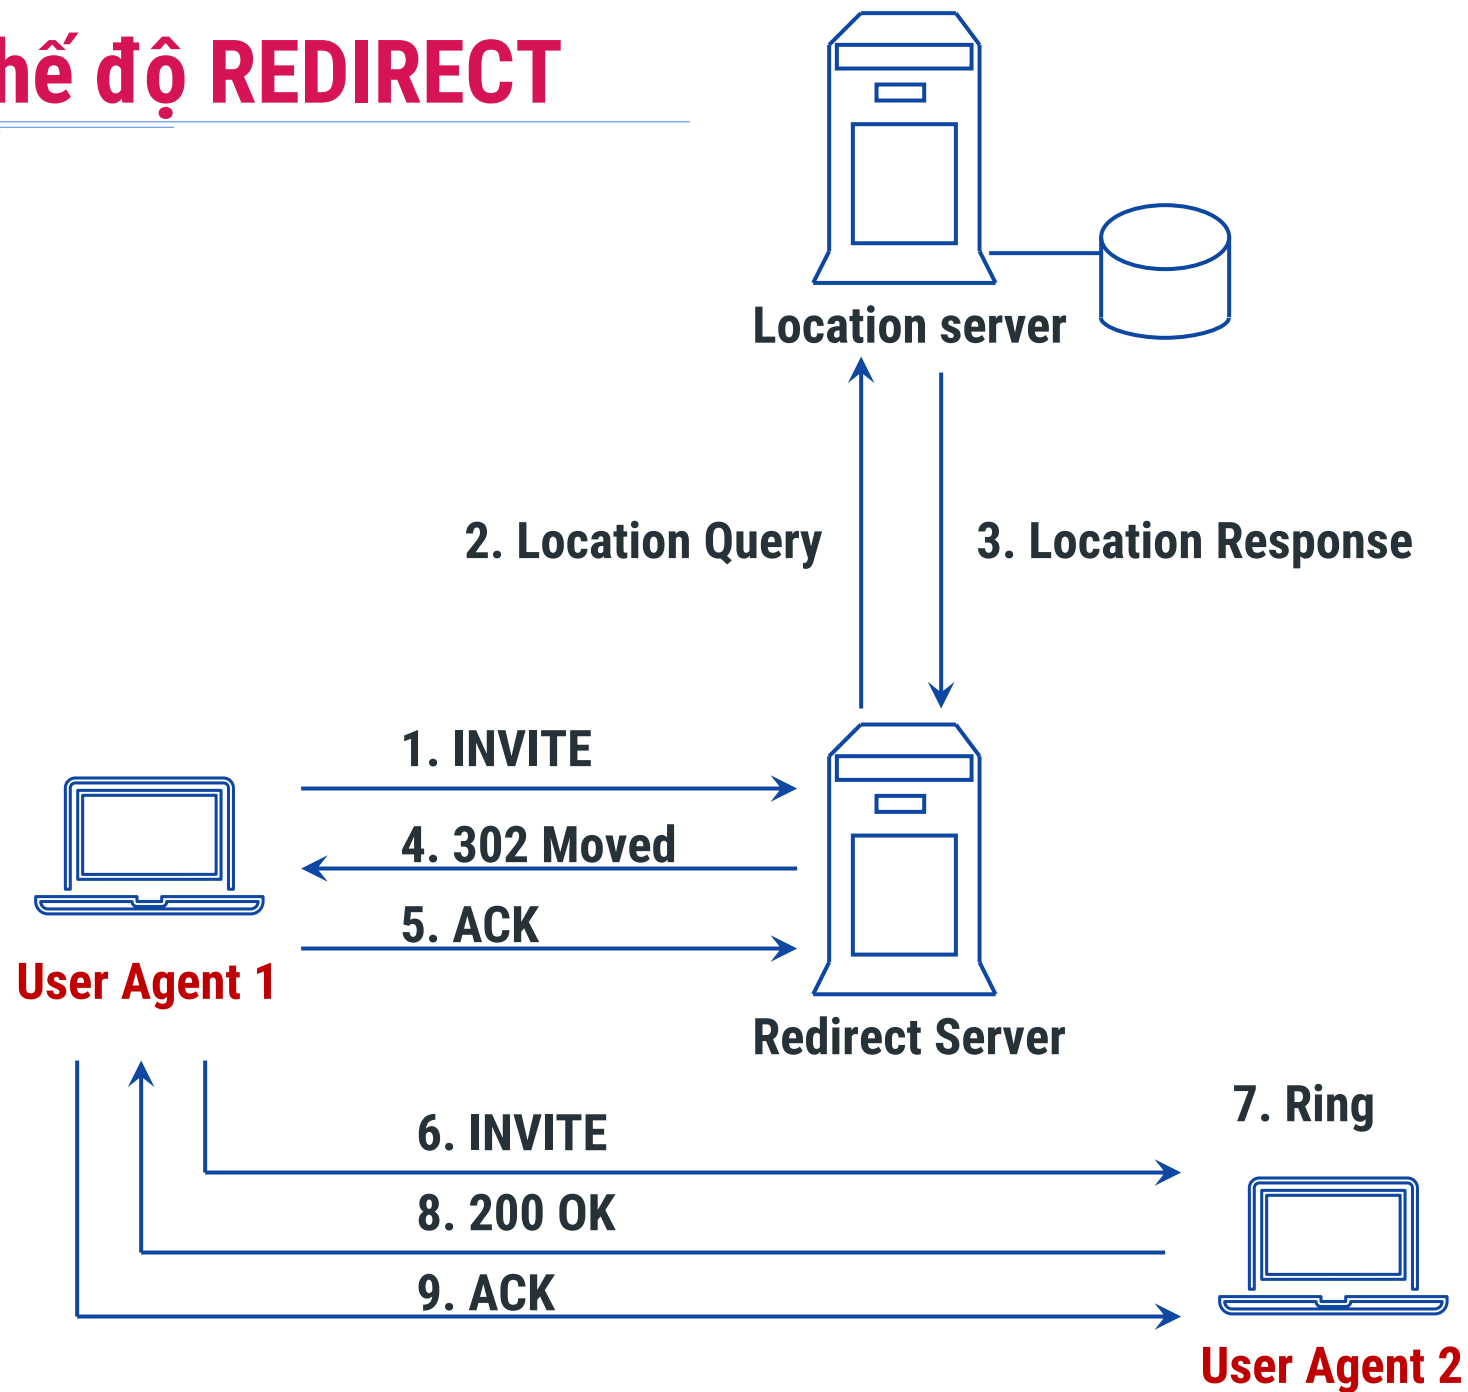 hế độ REDIRECT
Location server
2. Location Query
3. Location Response
1. INVITE
4. 302 Moved
5. ACK
User Agent 1
Redirect Server
7. Ring
6. INVITE
8. 200 OK
9. ACK
User Agent 2